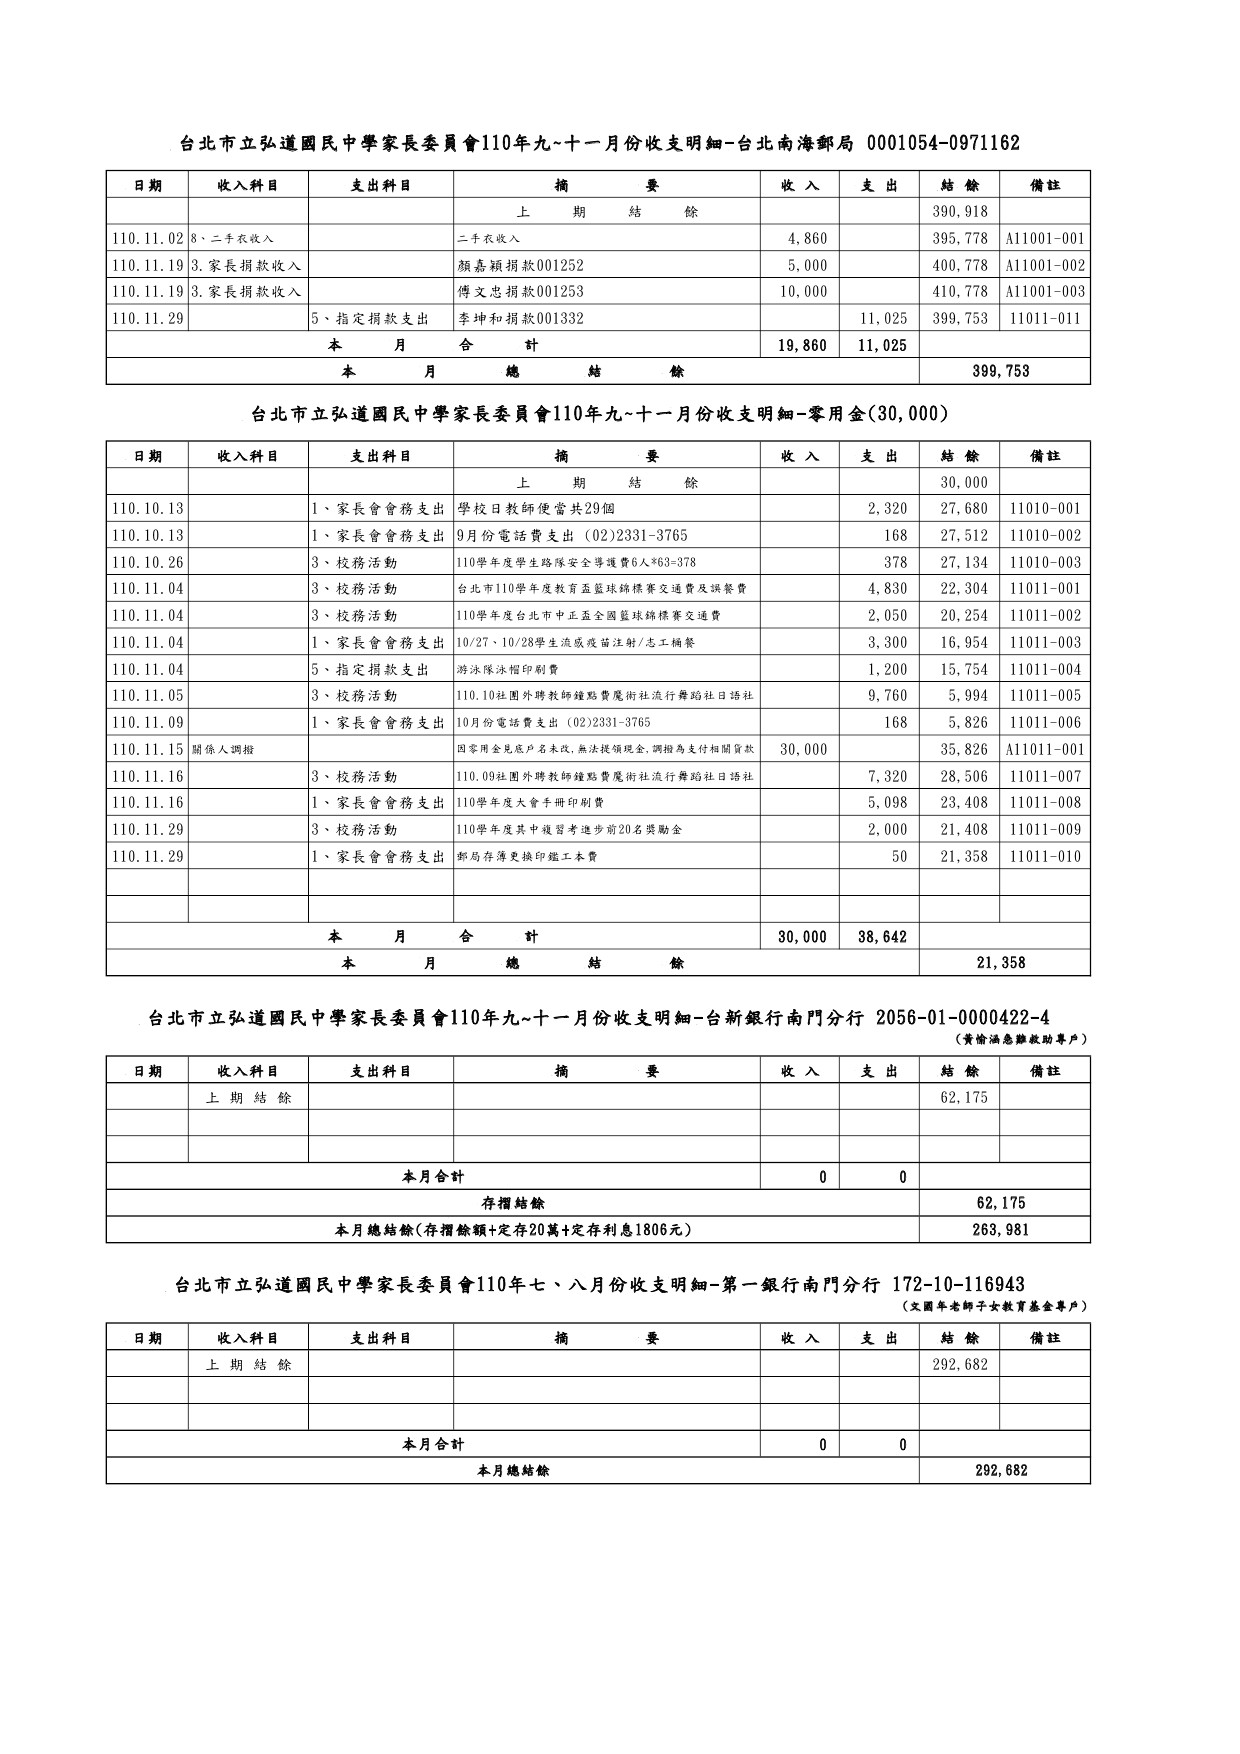 台北市立弘道國民中學家長委員會110年九~十一月份收支明細-台北南海郵局 0001054-0971162
日期 收入科目 支出科目 摘 要 收入 支出 結餘 備註
上 期 結 餘 390,918
110.11.02 8、二手衣收入 二手衣收入 4,860 395,778 A11001-001
110.11.19 3.家長捐款收入 顏嘉穎捐款001252 5,000 400,778 A11001-002
110.11.19 3.家長捐款收入 傅文忠捐款001253 10,000 410,778 A11001-003
110.11.29 5、指定捐款支出 李坤和捐款001332 11,025 399,753 11011-011
本 月 合 計 19,860 11,025
本 月 總 結 餘 399,753
台北市立弘道國民中學家長委員會110年九~十一月份收支明細-零用金(30,000)
日期 收入科目 支出科目 摘 要 收入 支出 結餘 備註
上 期 結 餘 30,000
110.10.13 1、家長會會務支出 學校日教師便當共29個 2,320 27,680 11010-001
110.10.13 1、家長會會務支出 9月份電話費支出 (02)2331-3765 168 27,512 11010-002
110.10.26 3、校務活動 110學年度學生路隊安全導護費6人*63=378 378 27,134 11010-003
110.11.04 3、校務活動 台北市110學年度教育盃籃球錦標賽交通費及誤餐費 4,830 22,304 11011-001
110.11.04 3、校務活動 110學年度台北市中正盃全國籃球錦標賽交通費 2,050 20,254 11011-002
110.11.04 1、家長會會務支出 10/27、10/28學生流感疫苗注射/志工桶餐 3,300 16,954 11011-003
110.11.04 5、指定捐款支出 游泳隊泳帽印刷費 1,200 15,754 11011-004
110.11.05 3、校務活動 110.10社團外聘教師鐘點費魔術社流行舞蹈社日語社 9,760 5,994 11011-005
110.11.09 1、家長會會務支出 10月份電話費支出 (02)2331-3765 168 5,826 11011-006
110.11.15 關係人調撥 因零用金見底戶名未改,無法提領現金,調撥為支付相關貨款 30,000 35,826 A11011-001
110.11.16 3、校務活動 110.09社團外聘教師鐘點費魔術社流行舞蹈社日語社 7,320 28,506 11011-007
110.11.16 1、家長會會務支出 110學年度大會手冊印刷費 5,098 23,408 11011-008
110.11.29 3、校務活動 110學年度其中複習考進步前20名獎勵金 2,000 21,408 11011-009
110.11.29 1、家長會會務支出 郵局存簿更換印鑑工本費 50 21,358 11011-010
本 月 合 計 30,000 38,642
本 月 總 結 餘 21,358
台北市立弘道國民中學家長委員會110年九~十一月份收支明細-台新銀行南門分行 2056-01-0000422-4
(黃愉涵急難救助專戶)
日期 收入科目 支出科目 摘 要 收入 支出 結餘 備註
上 期 結 餘 62,175
本月合計 0 0
存摺結餘 62,175
本月總結餘(存摺餘額+定存20萬+定存利息1806元) 263,981
台北市立弘道國民中學家長委員會110年七、八月份收支明細-第一銀行南門分行 172-10-116943
(文國年老師子女教育基金專戶)
日期 收入科目 支出科目 摘 要 收入 支出 結餘 備註
上 期 結 餘 292,682
本月合計 0 0
本月總結餘 292,682